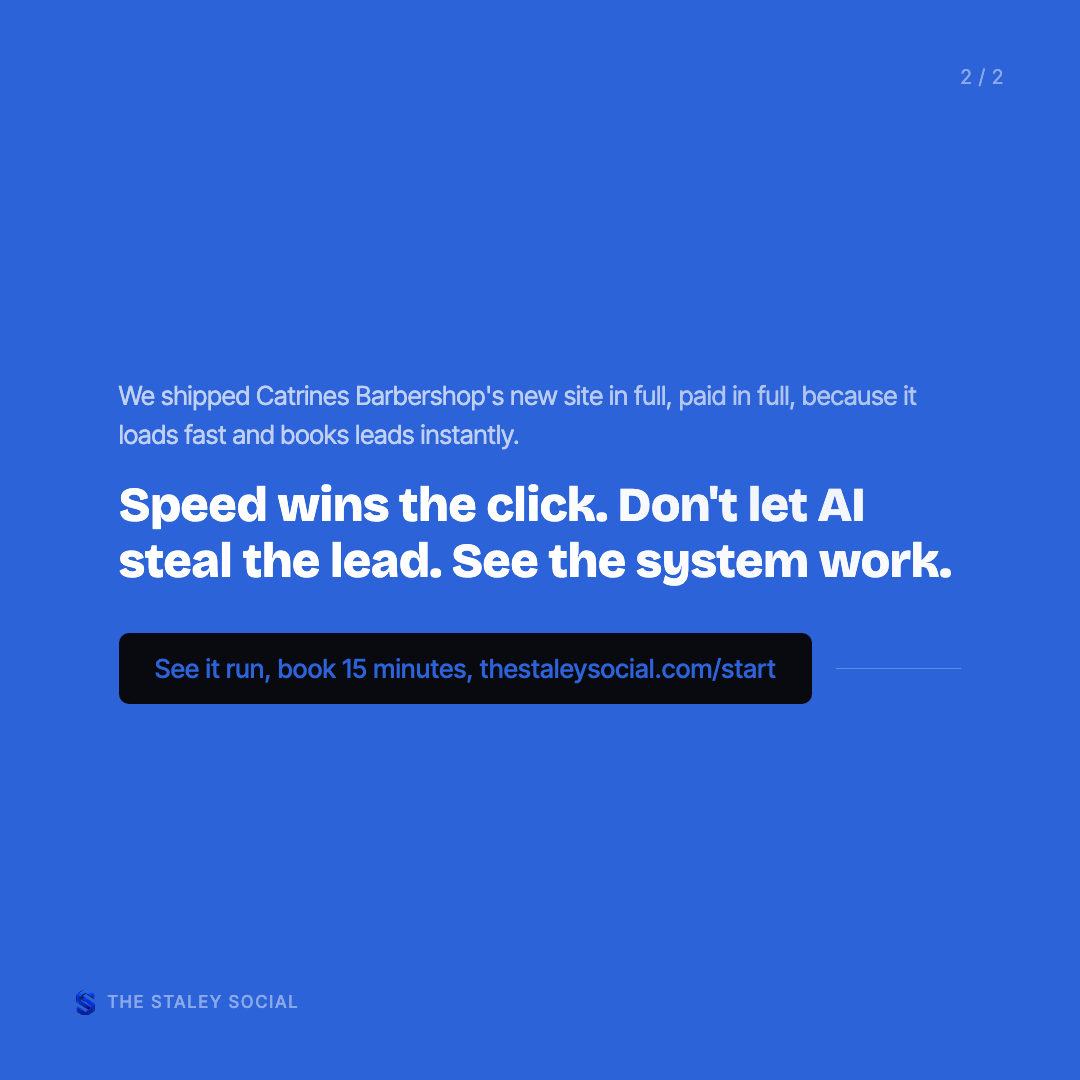 2 / 2
We shipped Catrines Barbershop's new site in full, paid in full, because it
loads fast and books leads instantly.
Speed wins the click. Don't let AI
steal the lead. See the system work.
See it run, book 15 minutes, thestaleysocial.com/start
THE STALEY SOCIAL